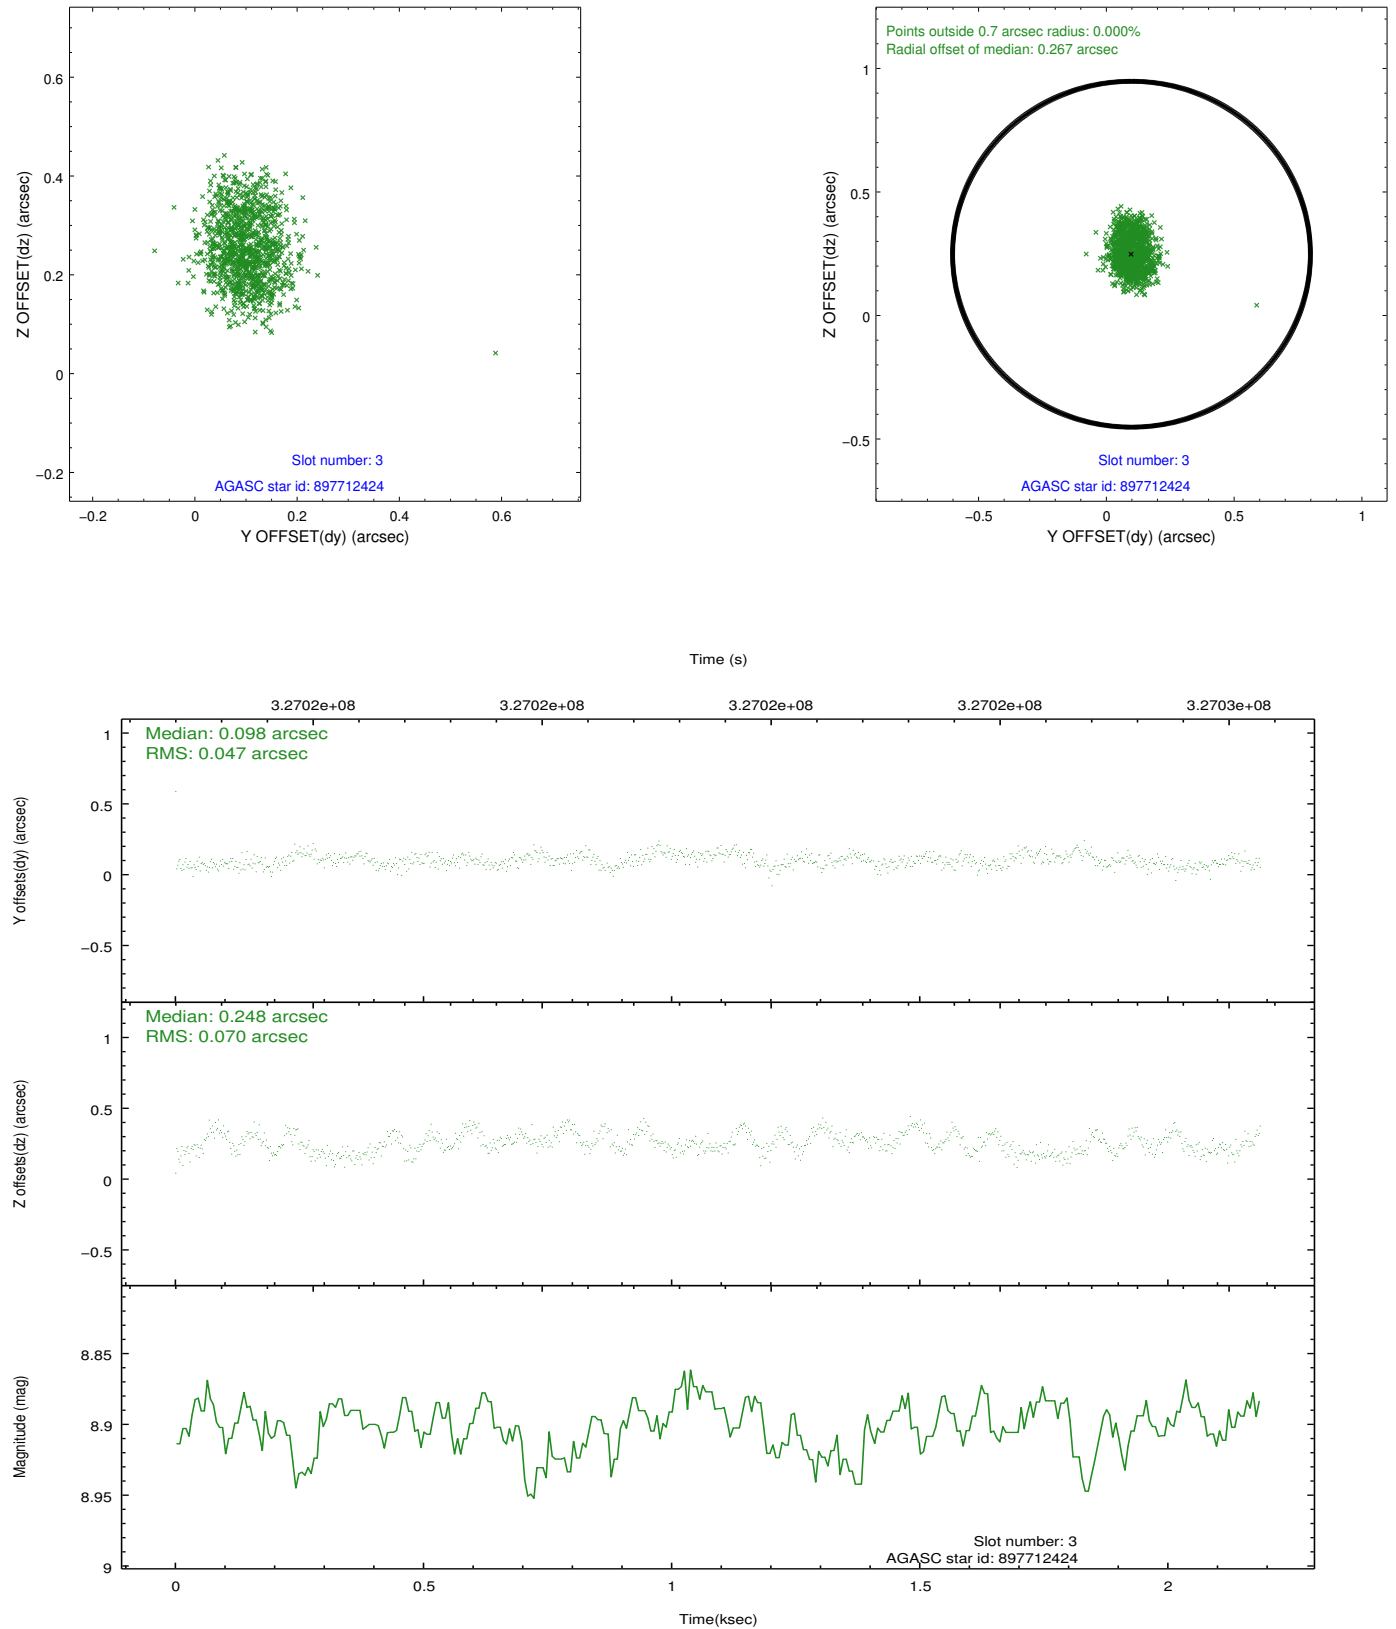 Points outside 0.7 arcsec radius: 0.000%
Radial offset of median: 0.267 arcsec
0.6
0.4
0.2
0
−0.2
Z OFFSET(dz) (arcsec)
Slot number: 3
AGASC star id: 897712424
−0.2
0
0.2
0.4
0.6
Y OFFSET(dy) (arcsec)
1
0.5
0
−0.5
Z OFFSET(dz) (arcsec)
Slot number: 3
AGASC star id: 897712424
−0.5
0
0.5
1
Y OFFSET(dy) (arcsec)
Time (s)
3.2702e+08
3.2702e+08
3.2702e+08
3.2702e+08
3.2703e+08
Median: 0.098 arcsec
RMS: 0.047 arcsec
1
0.5
0
−0.5
Y offsets(dy) (arcsec)
Median: 0.248 arcsec
RMS: 0.070 arcsec
1
0.5
0
−0.5
Z offsets(dz) (arcsec)
8.85
8.9
8.95
9
Magnitude (mag)
Slot number: 3
AGASC star id: 897712424
0
0.5
1
1.5
2
Time(ksec)